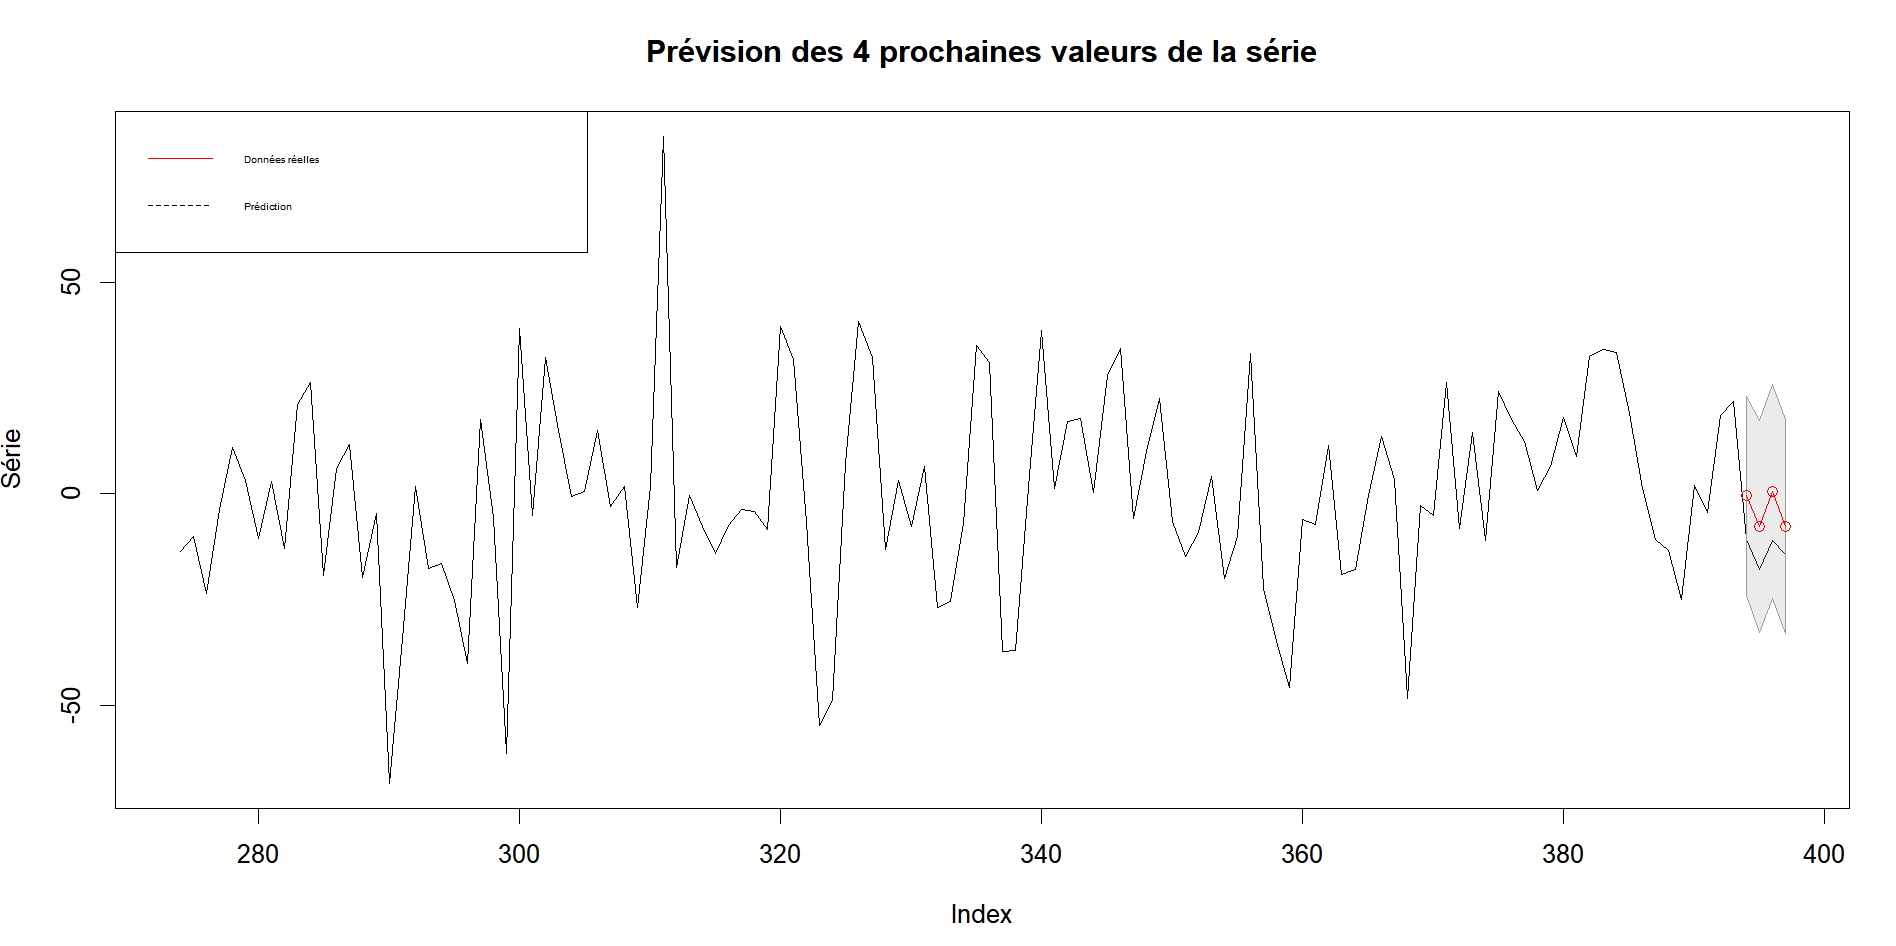 Prévision des 4 prochaines valeurs de la série
Données réelles
Prédiction
50
0
-50
Série
280 300 320 340 360 380 400
Index